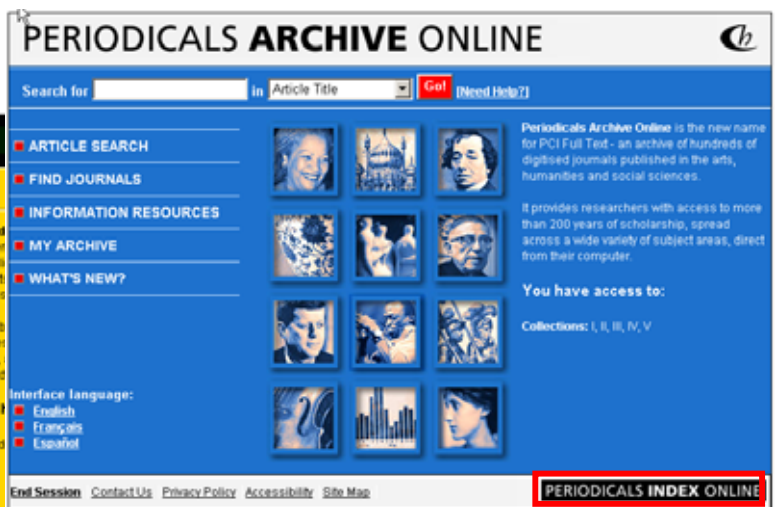 PERIODICALS ARCHIVE ONLINE
Search for in Article Title Go! [Need Help?]
ARTICLE SEARCH
FIND JOURNALS
INFORMATION RESOURCES
MY ARCHIVE
WHAT'S NEW?
Periodicals Archive Online is the new name
for PCI Full Text - an archive of hundreds of
digitised journals published in the arts,
humanities and social sciences.
It provides researchers with access to more
than 200 years of scholarship, spread
across a wide variety of subject areas, direct
from their computer.
You have access to:
Collections: I, II, III, IV, V
Interface language:
English
Français
Español
End Session Contact Us Privacy Policy Accessibility Site Map
PERIODICALS INDEX ONLINE